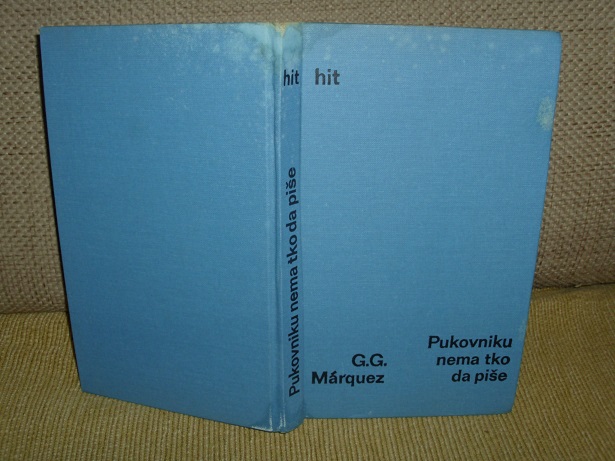 hit
Pukovniku nema tko da piše
hit
G.G.
Márquez
Pukovniku
nema tko
da piše